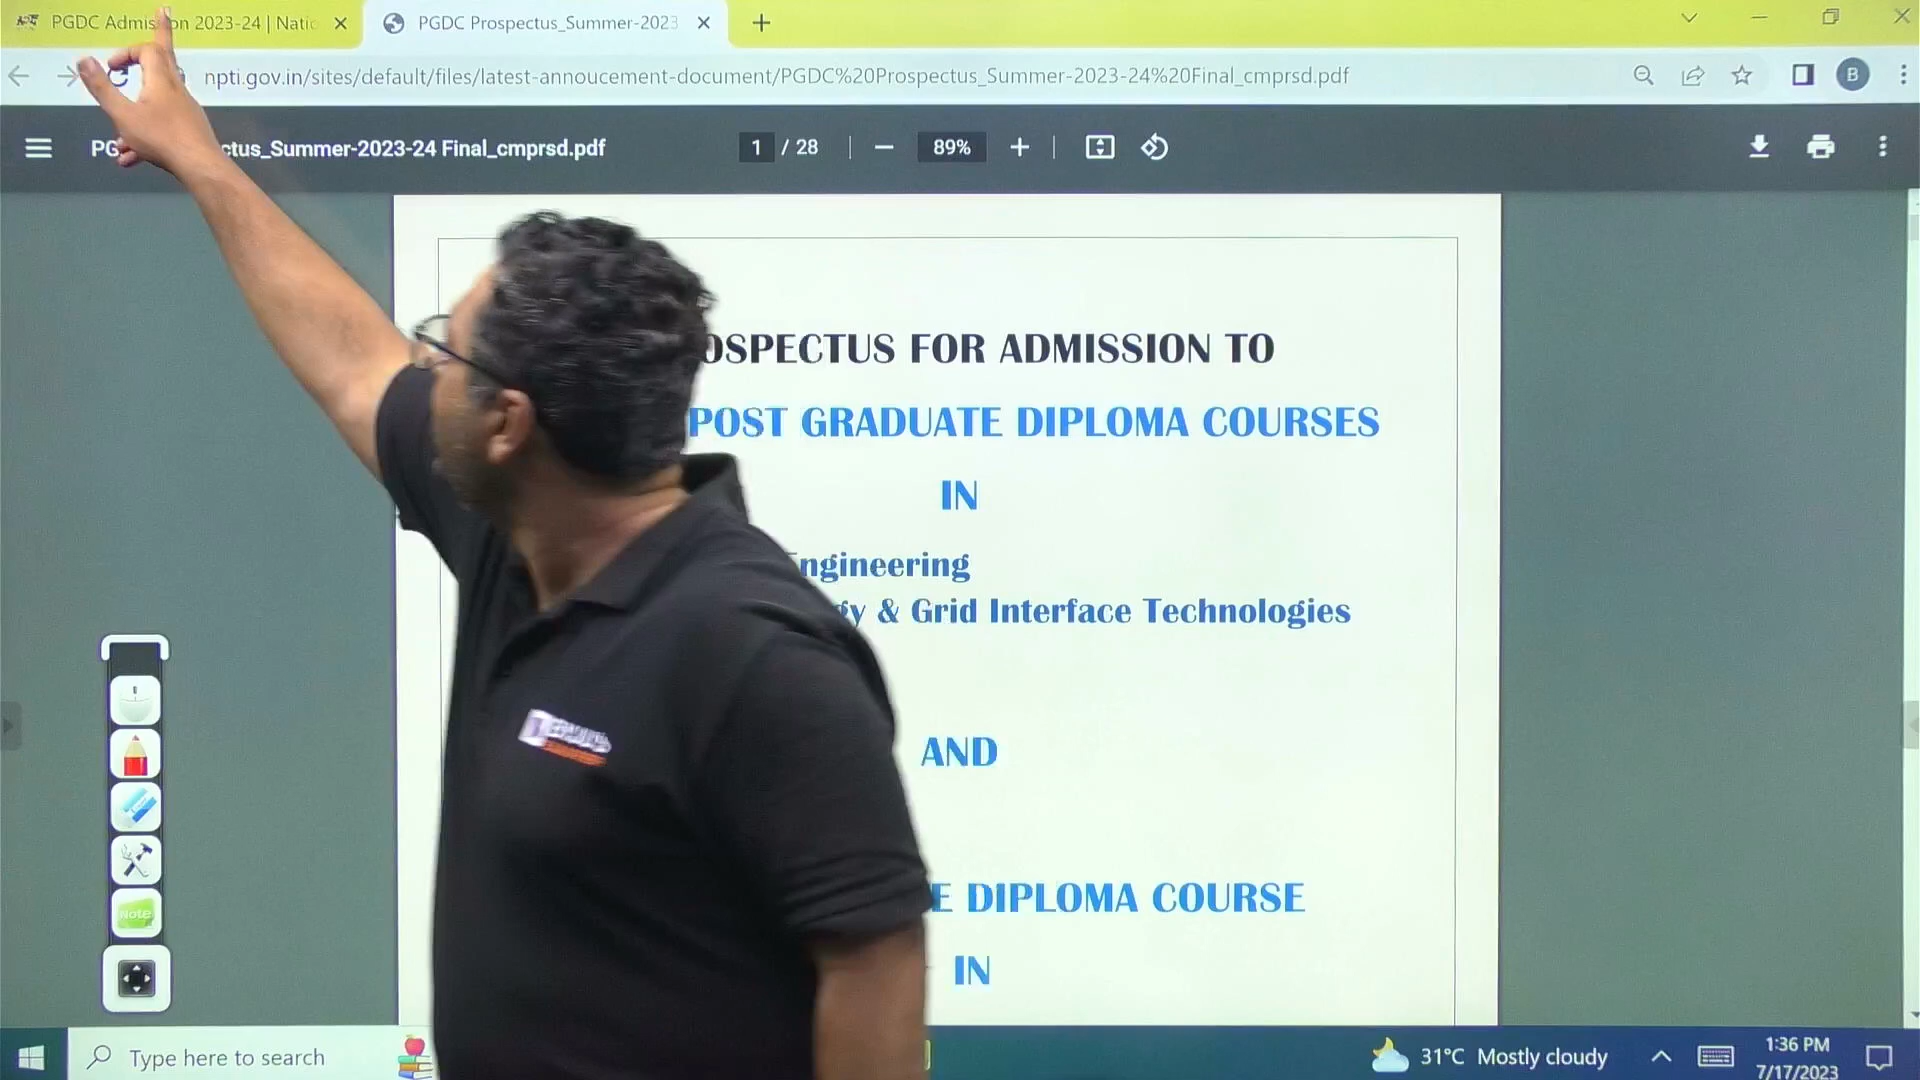 PGDC Admission 2023-24 | Natio
PGDC Prospectus_Summer-2023
npti.gov.in/sites/default/files/latest-annoucement-document/PGDC%20Prospectus_Summer-2023-24%20Final_cmprsd.pdf
B
PG ctus_Summer-2023-24 Final_cmprsd.pdf
1 / 28
89%
OSPECTUS FOR ADMISSION TO
POST GRADUATE DIPLOMA COURSES
IN
ngineering
gy & Grid Interface Technologies
AND
E DIPLOMA COURSE
IN
Note
Type here to search
31°C Mostly cloudy
1:36 PM
7/17/2023